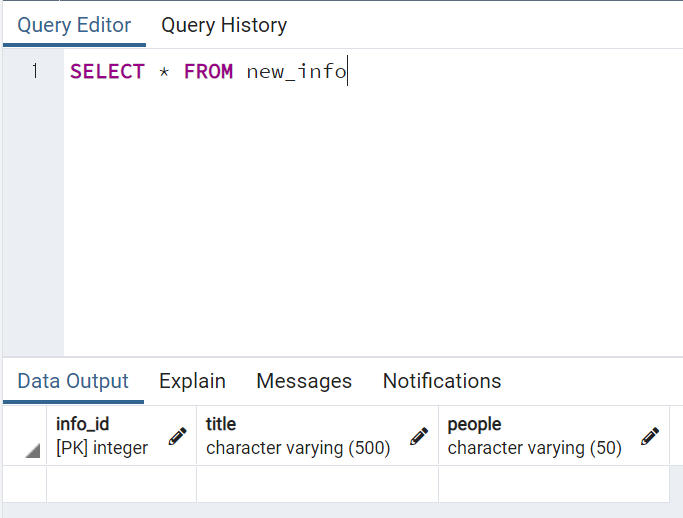 Query Editor Query History
1 SELECT * FROM new_info
Data Output Explain Messages Notifications
info_id title people
[PK] integer character varying (500) character varying (50)